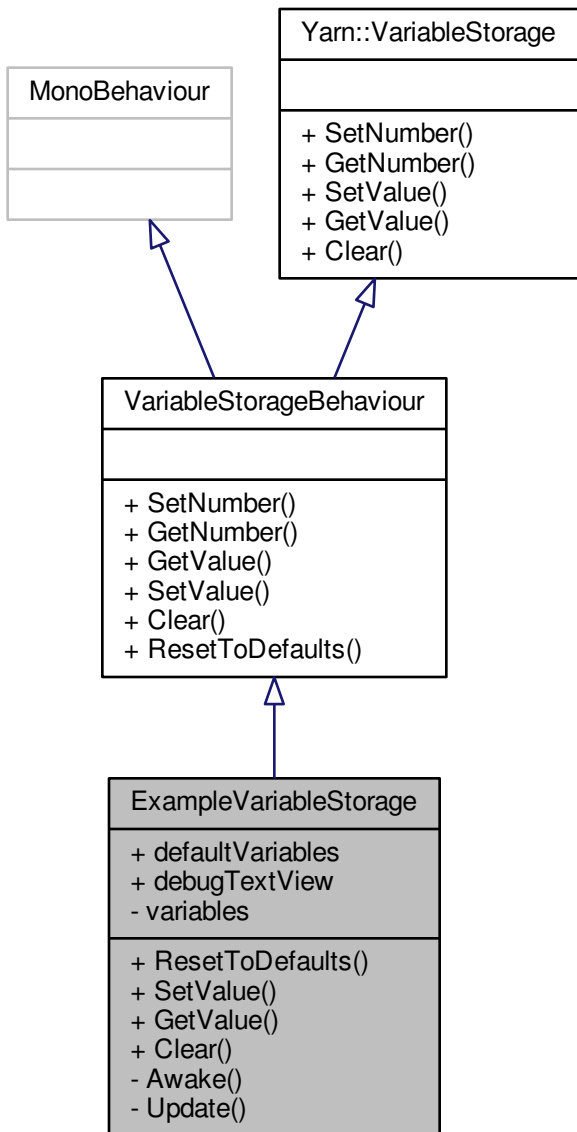 Yarn::VariableStorage
+ SetNumber()
+ GetNumber()
+ SetValue()
+ GetValue()
+ Clear()
MonoBehaviour
VariableStorageBehaviour
+ SetNumber()
+ GetNumber()
+ GetValue()
+ SetValue()
+ Clear()
+ ResetToDefaults()
ExampleVariableStorage
+ defaultVariables
+ debugTextView
- variables
+ ResetToDefaults()
+ SetValue()
+ GetValue()
+ Clear()
- Awake()
- Update()